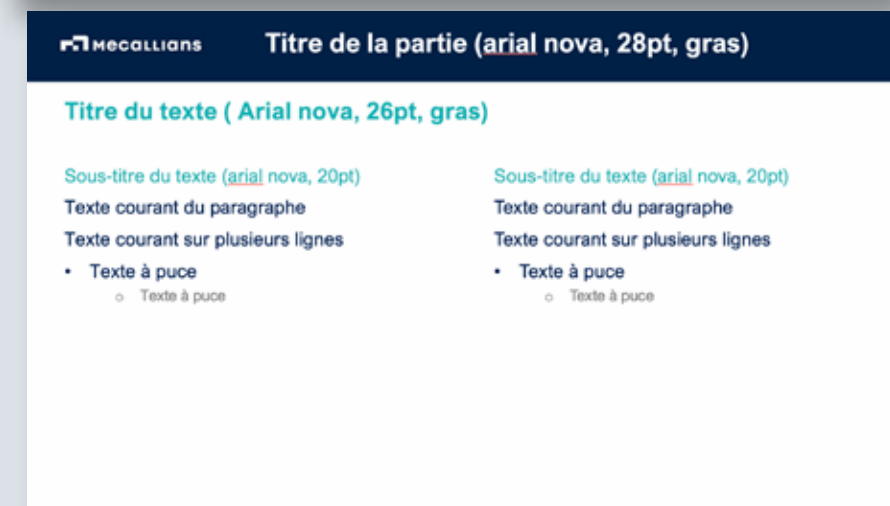 Mecallians
Titre de la partie (arial nova, 28pt, gras)
Titre du texte ( Arial nova, 26pt, gras)
Sous-titre du texte (arial nova, 20pt)
Texte courant du paragraphe
Texte courant sur plusieurs lignes
• Texte à puce
o Texte à puce
Sous-titre du texte (arial nova, 20pt)
Texte courant du paragraphe
Texte courant sur plusieurs lignes
• Texte à puce
o Texte à puce